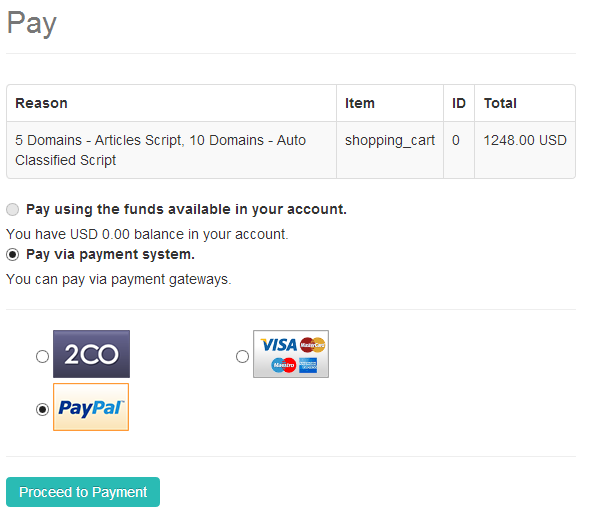 Pay
Reason Item ID Total
5 Domains - Articles Script, 10 Domains - Auto shopping_cart 0 1248.00 USD
Classified Script
Pay using the funds available in your account.
You have USD 0.00 balance in your account.
Pay via payment system.
You can pay via payment gateways.
2CO VISA MasterCard
Maestro AMERICAN EXPRESS
PayPal
Proceed to Payment